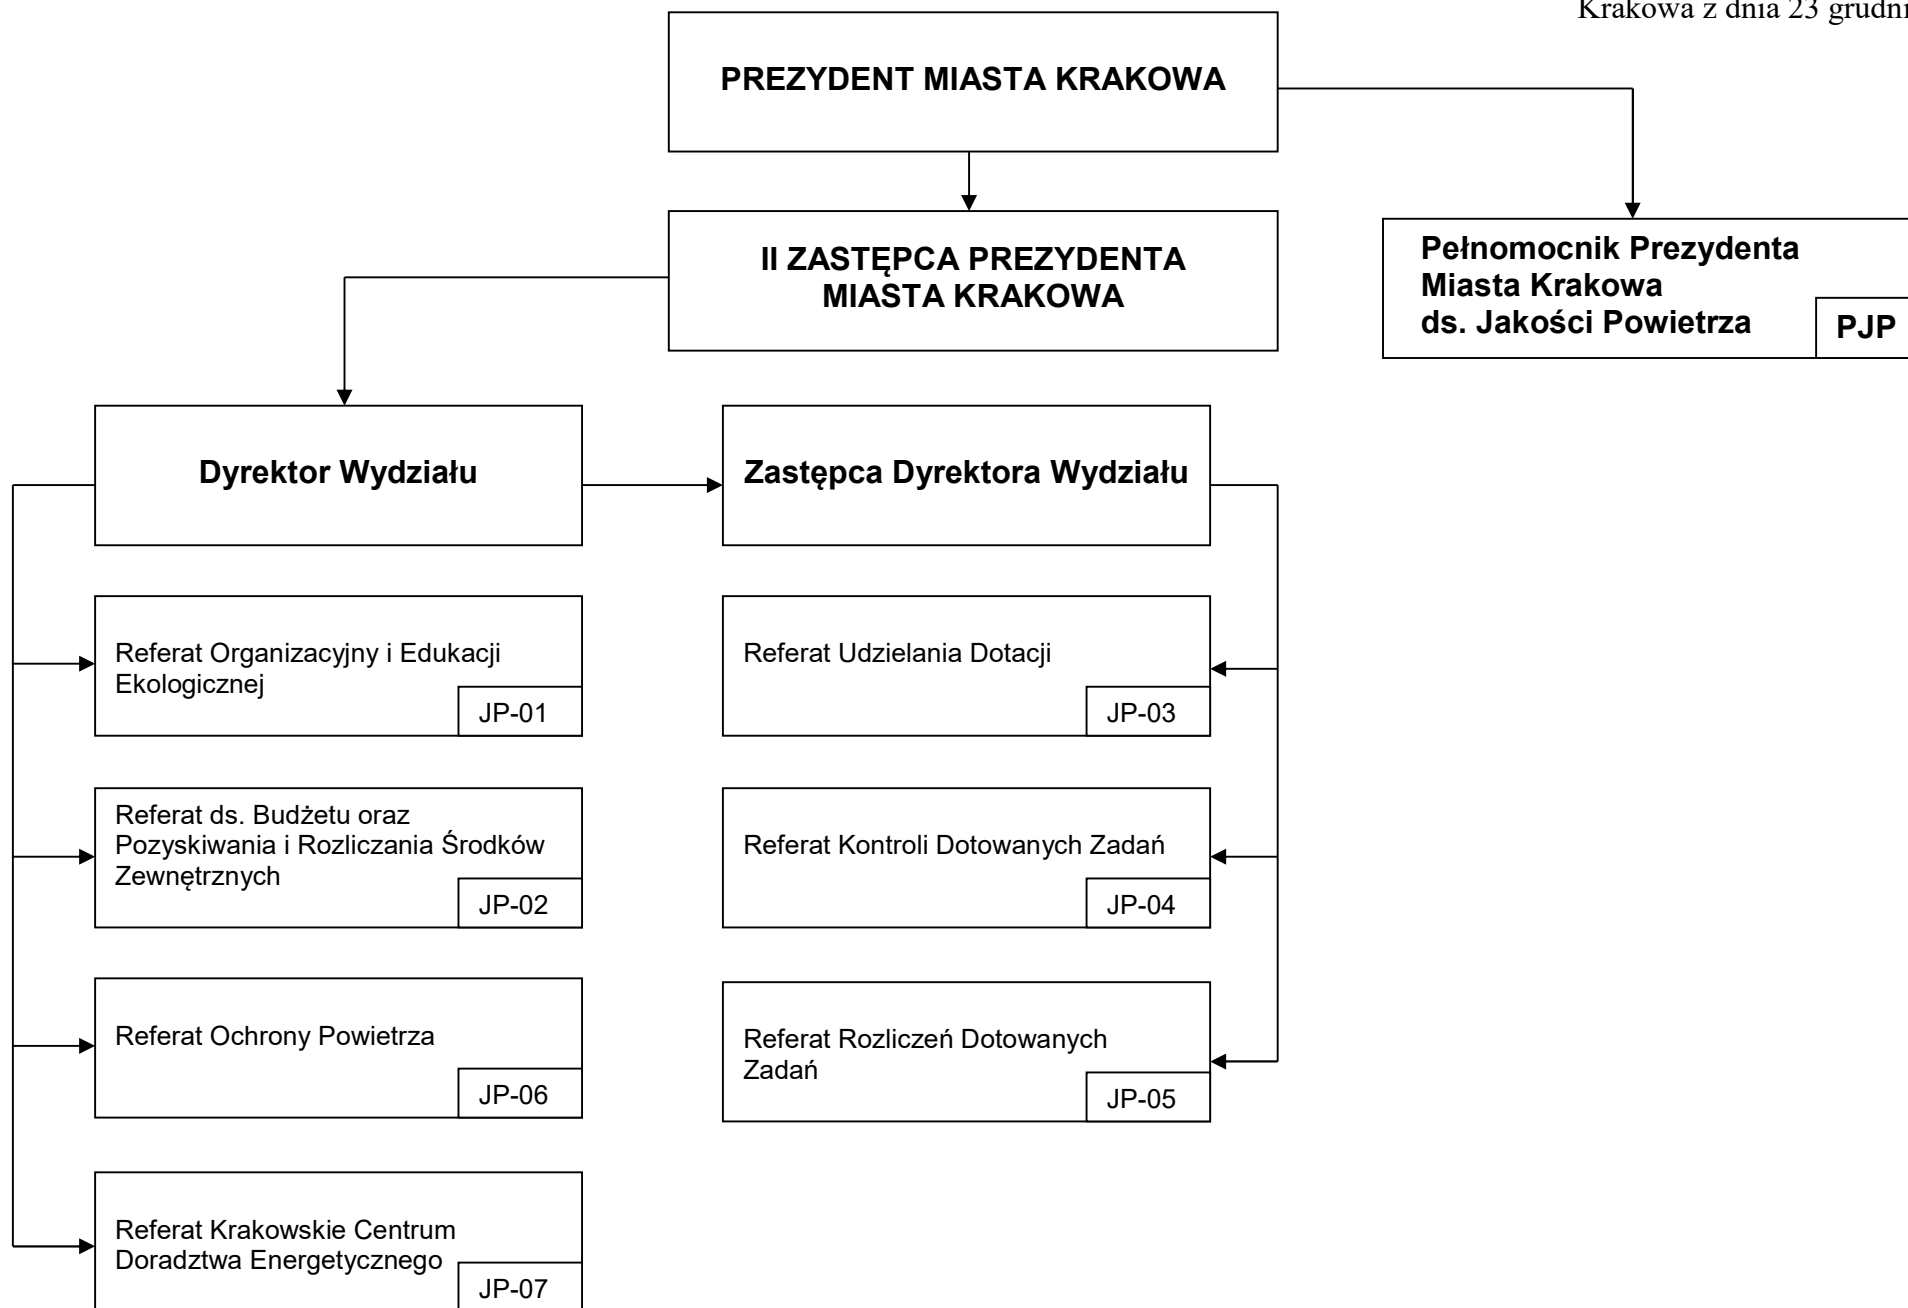 Krakowa z dnia 23 grudni
PREZYDENT MIASTA KRAKOWA
II ZASTĘPCA PREZYDENTA
MIASTA KRAKOWA
Pełnomocnik Prezydenta
Miasta Krakowa
ds. Jakości Powietrza
PJP
Dyrektor Wydziału
Zastępca Dyrektora Wydziału
Referat Organizacyjny i Edukacji
Ekologicznej
JP-01
Referat Udzielania Dotacji
JP-03
Referat ds. Budżetu oraz
Pozyskiwania i Rozliczania Środków
Zewnętrznych
JP-02
Referat Kontroli Dotowanych Zadań
JP-04
Referat Ochrony Powietrza
JP-06
Referat Rozliczeń Dotowanych
Zadań
JP-05
Referat Krakowskie Centrum
Doradztwa Energetycznego
JP-07